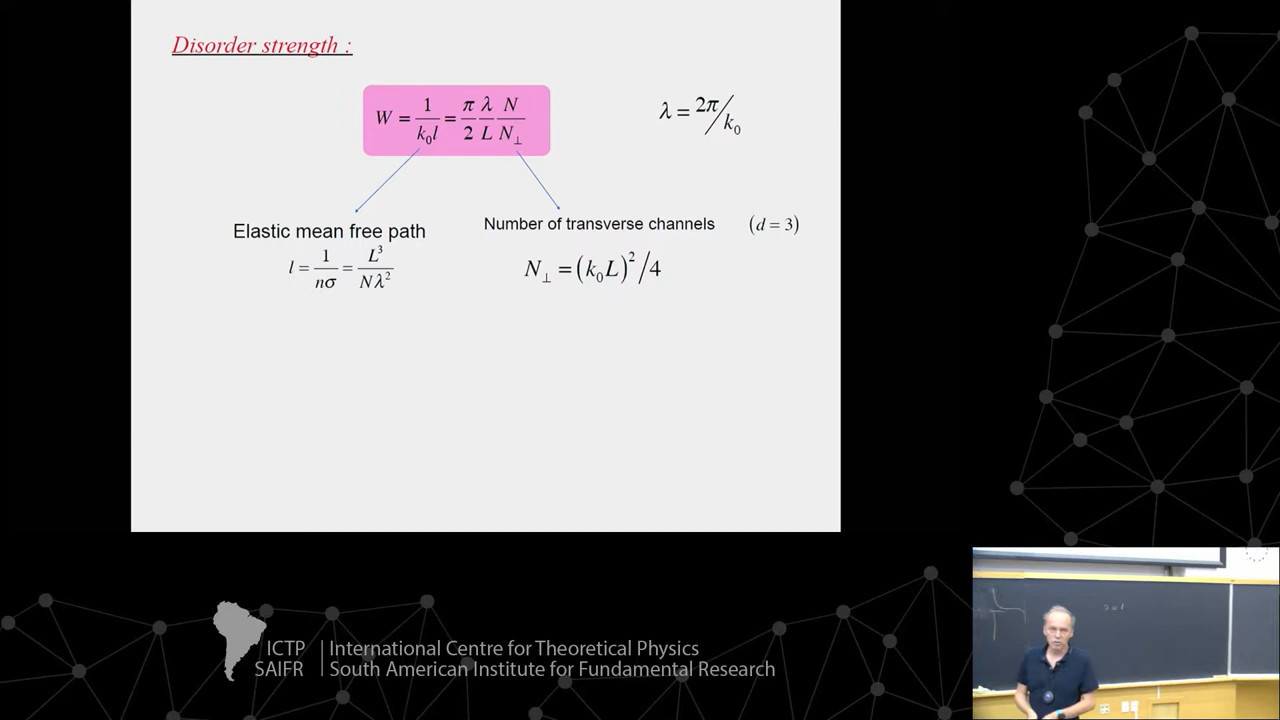 Disorder strength :
W = 1/k₀l = π/2 λ/L N/N⊥
λ = 2π/k₀
Elastic mean free path
l = 1/nσ = L³/Nλ²
Number of transverse channels (d = 3)
N⊥ = (k₀L)²/4
ICTP | International Centre for Theoretical Physics
SAIFR | South American Institute for Fundamental Research